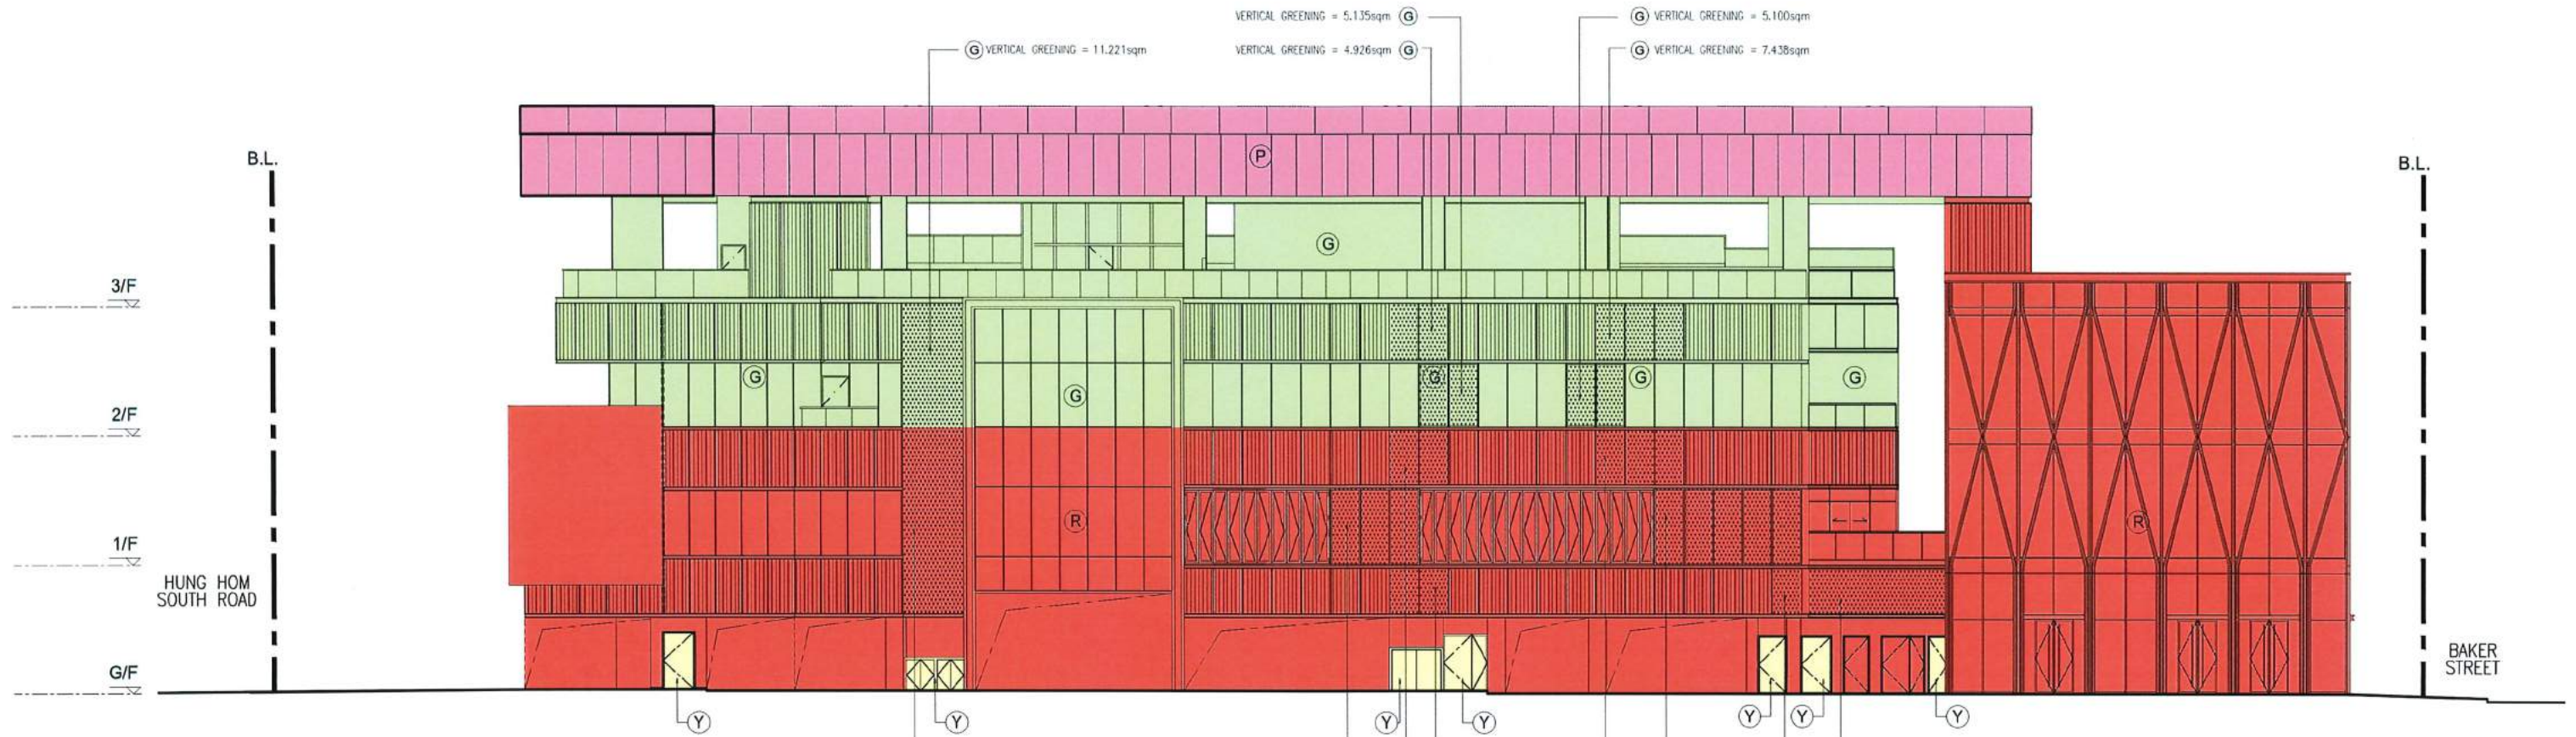 VERTICAL GREENING = 5.135sqm G
G VERTICAL GREENING = 5.100sqm
G VERTICAL GREENING = 11.221sqm
VERTICAL GREENING = 4.926sqm G
G VERTICAL GREENING = 7.438sqm
B.L.
P
B.L.
G
3/F
G
G
G
G
G
2/F
R
R
1/F
HUNG HOM
SOUTH ROAD
G/F
BAKER
STREET
Y
Y
Y
Y
Y
Y
Y